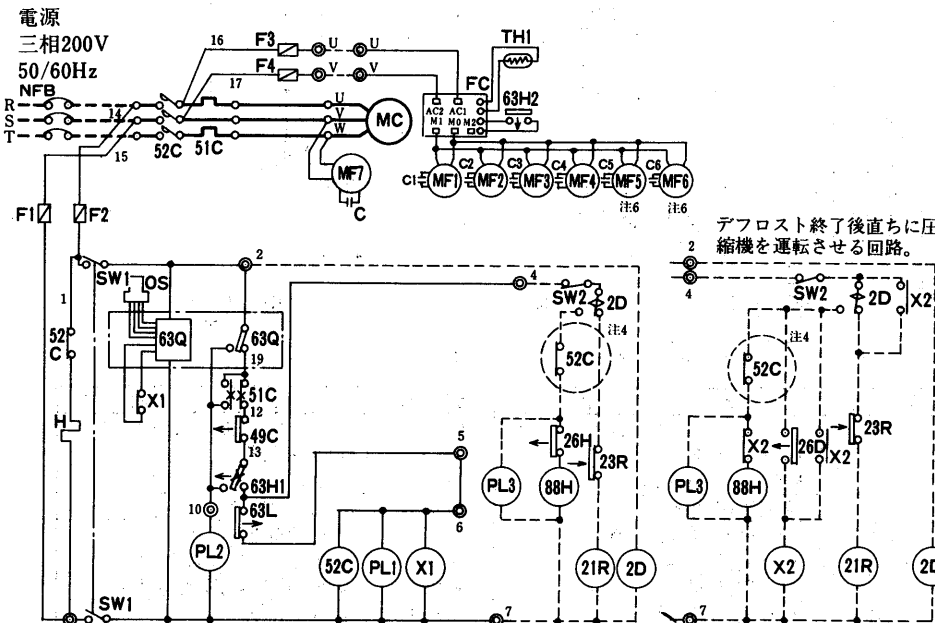 電源
三相200V
50/60Hz
NFB
R
S
T
14
15
16
17
F3
F4
U
U
V
V
52C
51C
U
V
W
MC
MF7
C
FC
AC2
AC1
M1
M0
M2
TH1
63H2
C1
MF1
C2
MF2
C3
MF3
C4
MF4
C5
MF5
C6
MF6
注6
注6
F1
F2
1
52
C
H
SW1
OS
63Q
X1
2
63Q
19
51C
12
49C
13
63H1
63L
10
PL2
SW1
4
5
6
52C
PL1
X1
7
SW2
2D
注4
52C
26H
23R
PL3
88H
21R
2D
デフロスト終了後直ちに圧
縮機を運転させる回路。
2
4
SW2
2D
X2
注4
52C
X2
26D
X2
23R
PL3
88H
X2
21R
2D
7